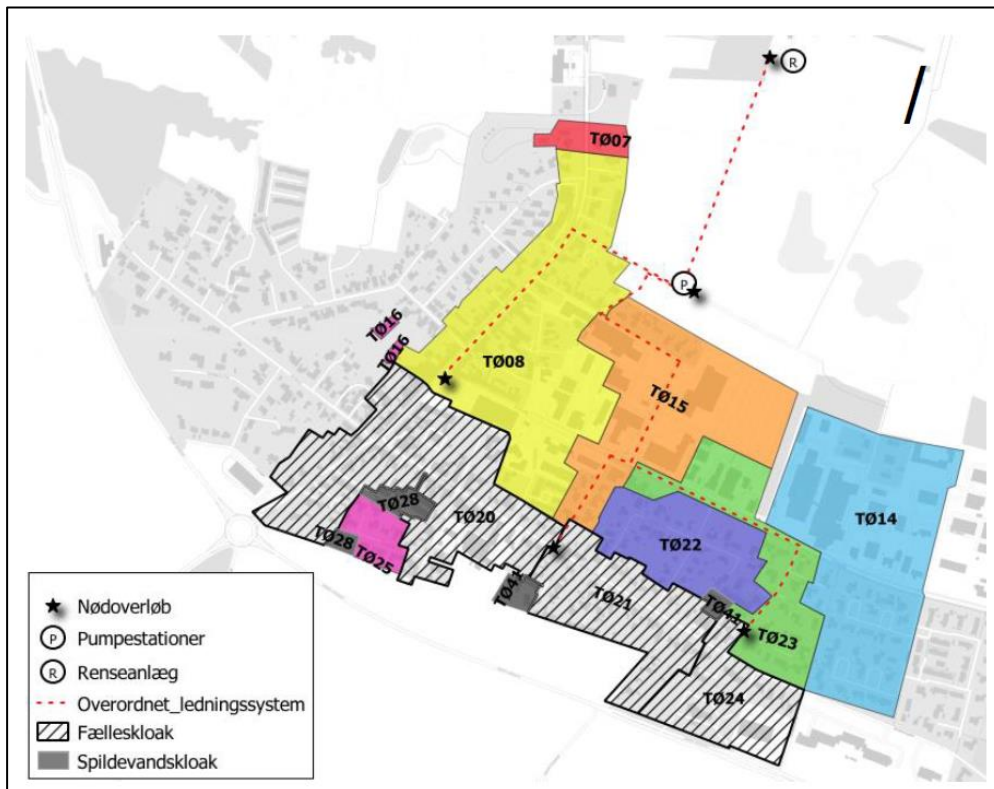 R
TØ07
P
TØ16
TØ16
TØ08
TØ15
TØ14
TØ28
TØ20
TØ28
TØ25
TØ22
TØ41
TØ21
TØ41
TØ23
TØ24
Nødoverløb
P Pumpestationer
R Renseanlæg
Overordnet_ledningssystem
Fælleskloak
Spildevandskloak